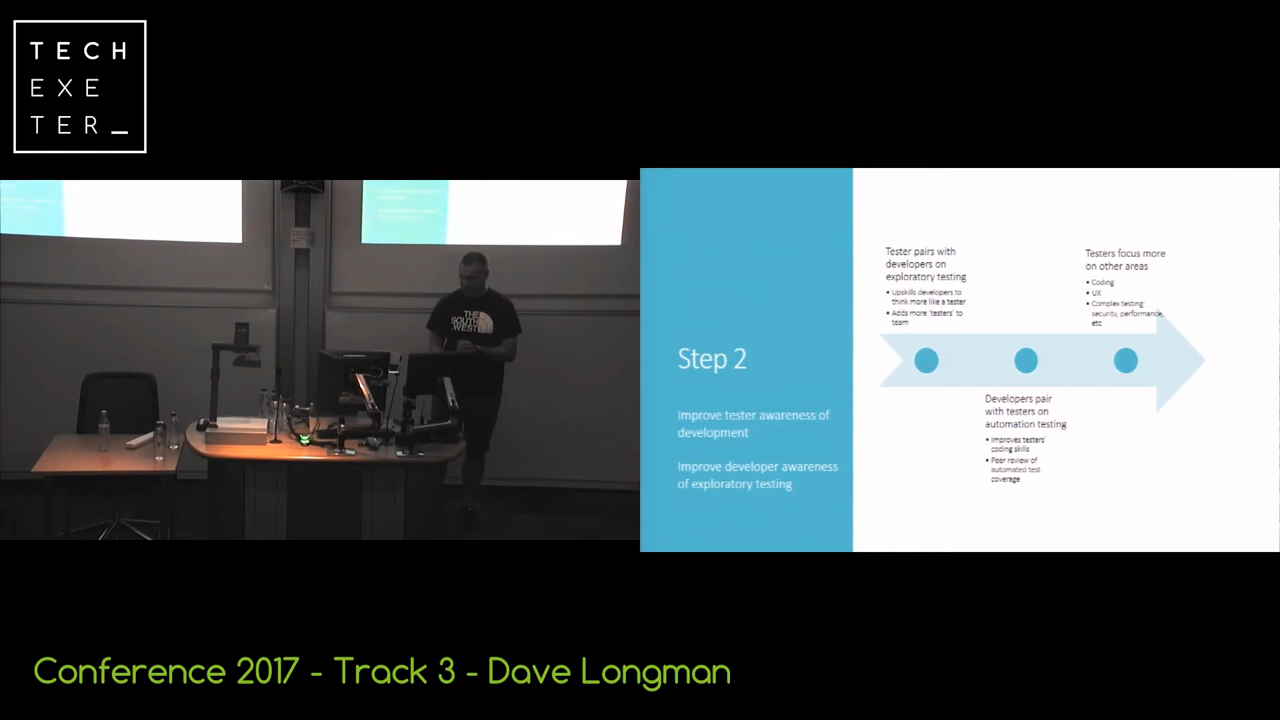 TECH
EXE
TER_
THE
SOUTH
WEST
Step 2
Improve tester awareness of
development
Improve developer awareness
of exploratory testing
Tester pairs with
developers on
exploratory testing
• Upskills developers to
think more like a tester
• Adds more 'testers' to
team
Developers pair
with testers on
automation testing
• Improves testers'
coding skills
• Peer review of
automated test
coverage
Testers focus more
on other areas
• Coding
• UX
• Complex testing:
security, performance,
etc
Conference 2017 - Track 3 - Dave Longman